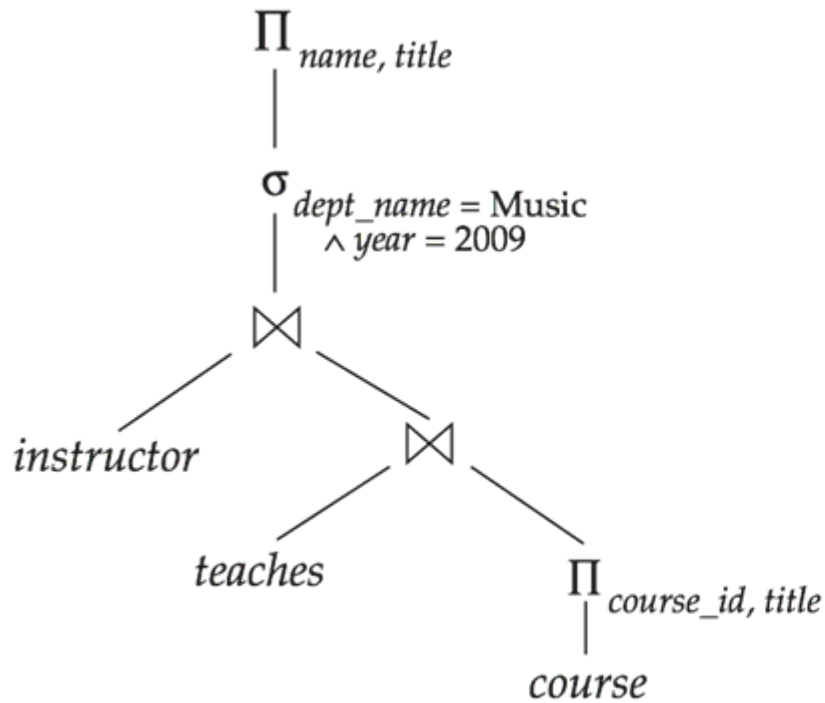 Π name, title
σ dept_name = Music
∧ year = 2009
⋈
instructor
⋈
teaches
Π course_id, title
course